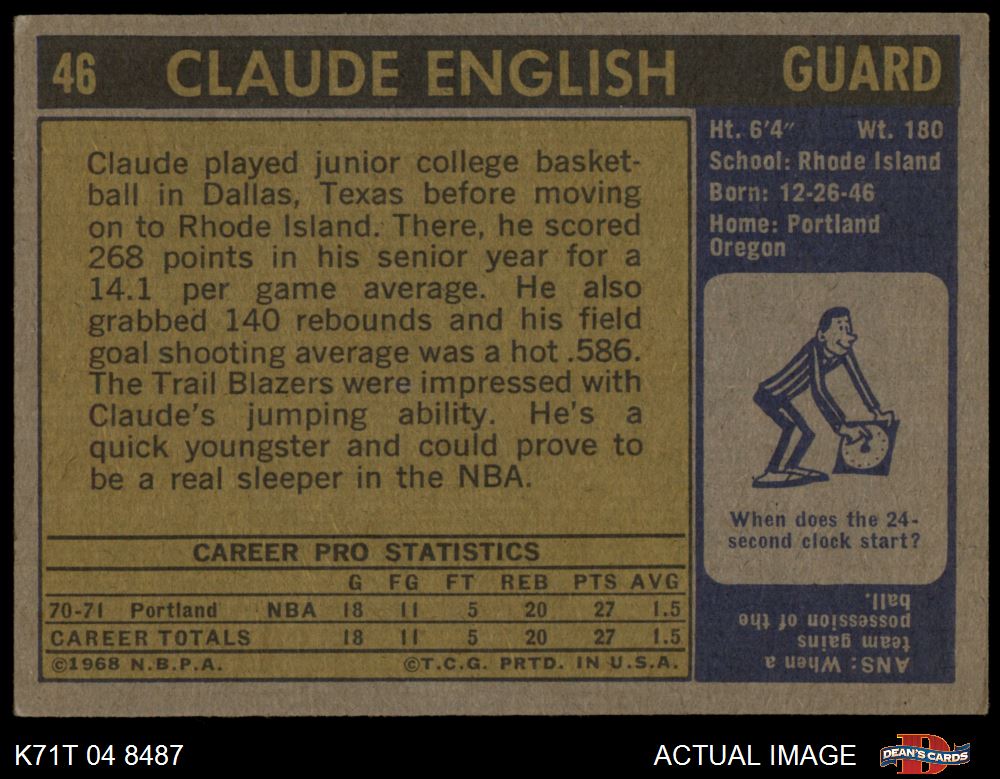 46 CLAUDE ENGLISH GUARD
Claude played junior college basket-
ball in Dallas, Texas before moving
on to Rhode Island. There, he scored
268 points in his senior year for a
14.1 per game average. He also
grabbed 140 rebounds and his field
goal shooting average was a hot .586.
The Trail Blazers were impressed with
Claude's jumping ability. He's a
quick youngster and could prove to
be a real sleeper in the NBA.
CAREER PRO STATISTICS
G FG FT REB PTS AVG
70-71 Portland NBA 18 11 5 20 27 1.5
CAREER TOTALS 18 11 5 20 27 1.5
©1968 N.B.P.A. ©T.C.G. PRTD. IN U.S.A.
Ht. 6'4" Wt. 180
School: Rhode Island
Born: 12-26-46
Home: Portland
Oregon
When does the 24-
second clock start?
ANS: When a
team gains
possession of the
ball.
K71T 04 8487 ACTUAL IMAGE DEAN'S CARDS